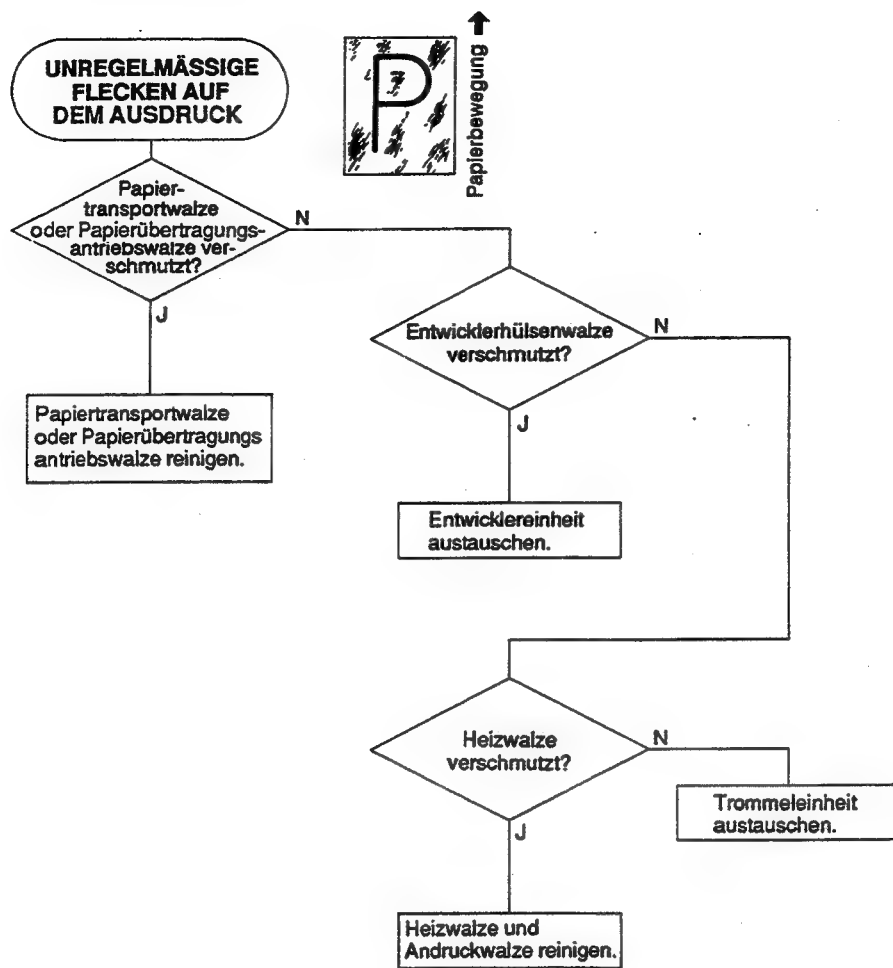 UNREGELMÄSSIGE
FLECKEN AUF
DEM AUSDRUCK
P
Papierbewegung
Papier-
transportwalze
oder Papierübertragungs-
antriebswalze ver-
schmutzt?
N
J
Papiertransportwalze
oder Papierübertragungs
antriebswalze reinigen.
Entwicklerhülsenwalze
verschmutzt?
N
J
Entwicklereinheit
austauschen.
Heizwalze
verschmutzt?
N
J
Trommeleinheit
austauschen.
Heizwalze und
Andruckwalze reinigen.